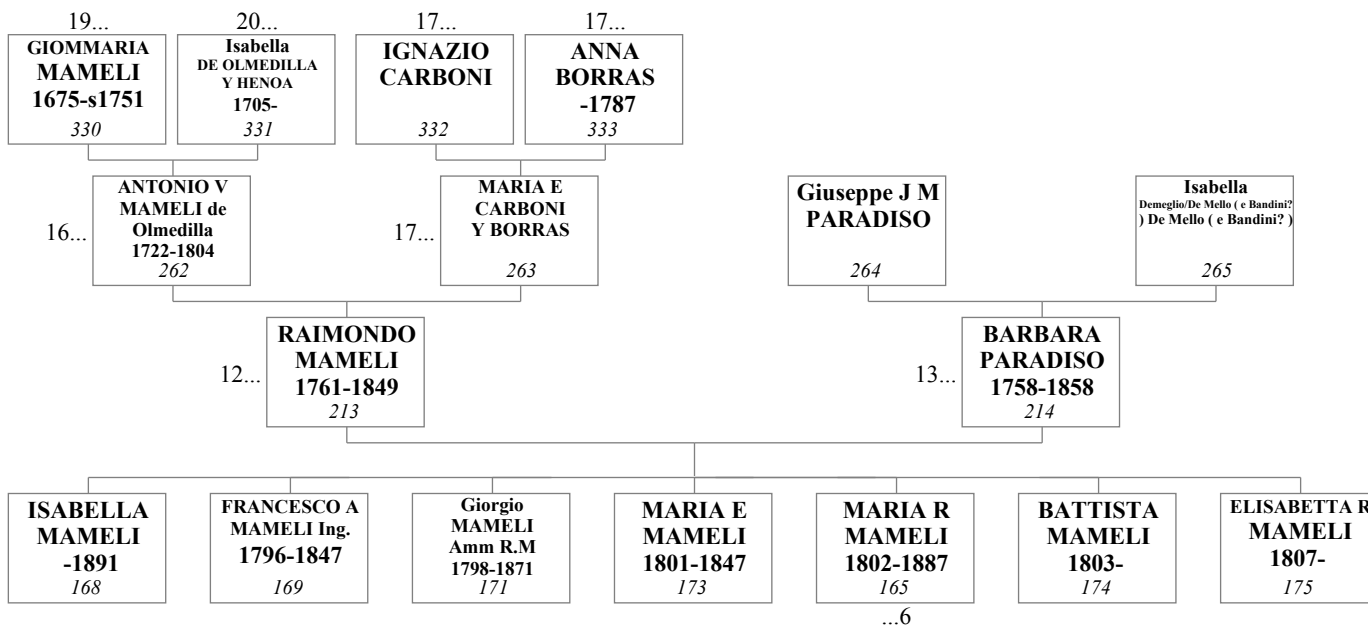 19...
20...
17...
17...
GIOMMARIA
MAMELI
1675-s1751
330
Isabella
DE OLMEDILLA
Y HENOA
1705-
331
IGNAZIO
CARBONI
332
ANNA
BORRAS
-1787
333
16...
ANTONIO V
MAMELI de
Olmedilla
1722-1804
262
17...
MARIA E
CARBONI
Y BORRAS
263
Giuseppe J M
PARADISO
264
Isabella
Demeglio/De Mello ( e Bandini?
) De Mello ( e Bandini? )
265
12...
RAIMONDO
MAMELI
1761-1849
213
13...
BARBARA
PARADISO
1758-1858
214
ISABELLA
MAMELI
-1891
168
FRANCESCO A
MAMELI Ing.
1796-1847
169
Giorgio
MAMELI
Amm R.M
1798-1871
171
MARIA E
MAMELI
1801-1847
173
MARIA R
MAMELI
1802-1887
165
...6
BATTISTA
MAMELI
1803-
174
ELISABETTA R
MAMELI
1807-
175